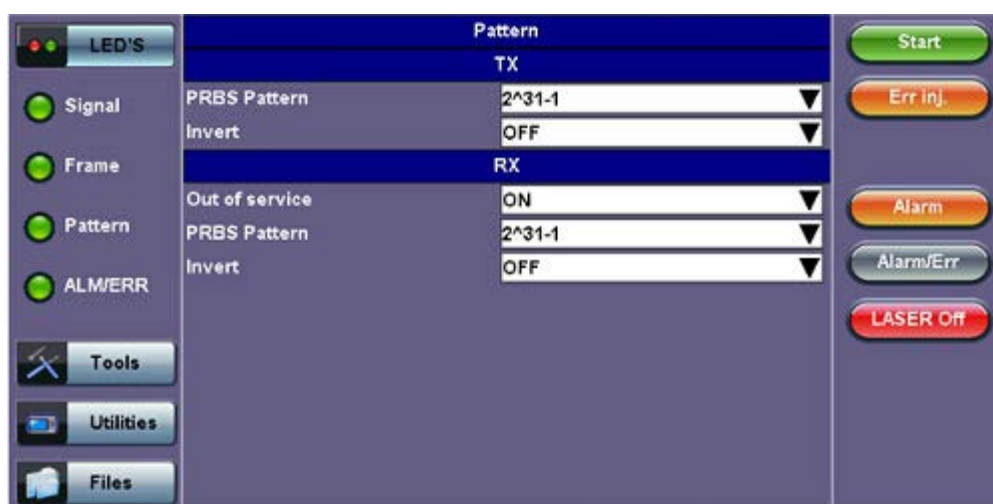 LED'S
Signal
Frame
Pattern
ALM/ERR
Tools
Utilities
Files
Pattern
TX
PRBS Pattern 2^31-1
Invert OFF
RX
Out of service ON
PRBS Pattern 2^31-1
Invert OFF
Start
Err inj.
Alarm
Alarm/Err
LASER Off